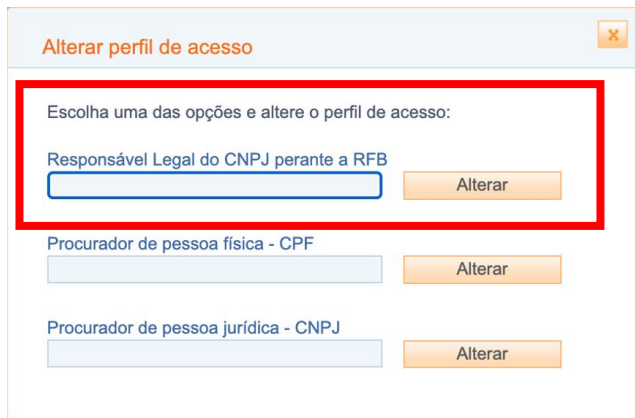 Alterar perfil de acesso
x
Escolha uma das opções e altere o perfil de acesso:
Responsável Legal do CNPJ perante a RFB
Alterar
Procurador de pessoa física - CPF
Alterar
Procurador de pessoa jurídica - CNPJ
Alterar